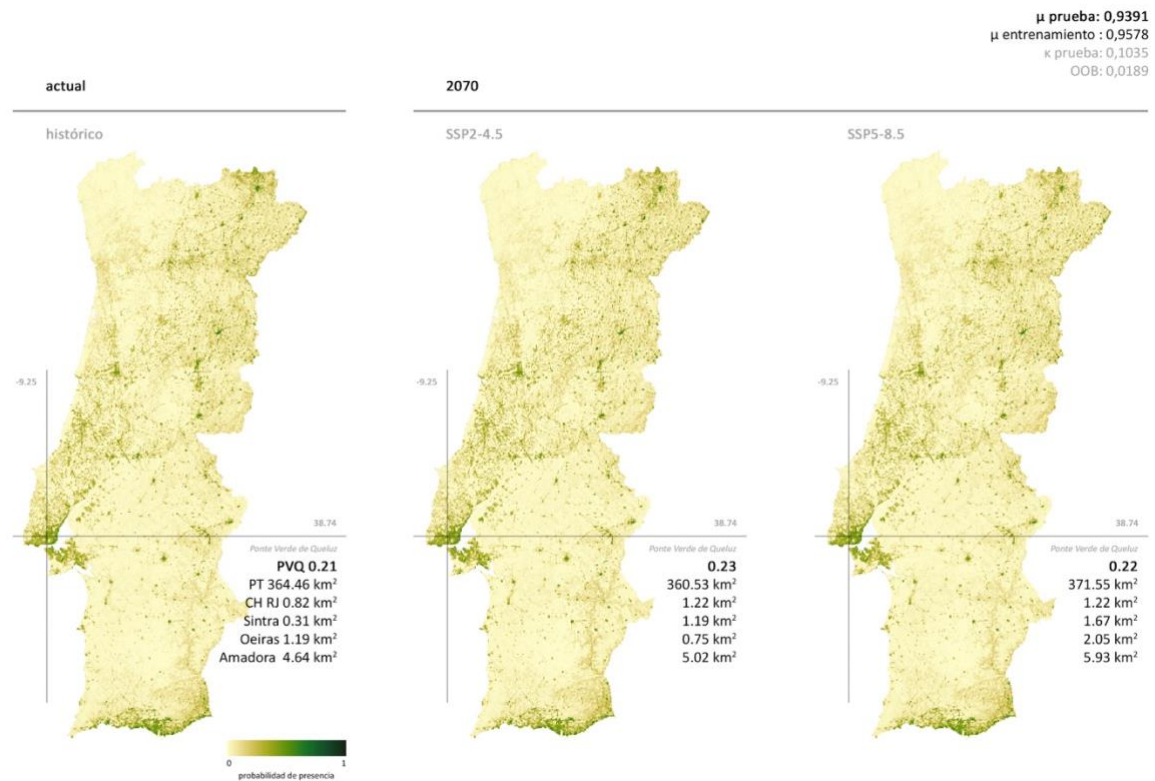 μ prueba: 0,9391
μ entrenamiento : 0,9578
κ prueba: 0,1035
OOB: 0,0189
actual
2070
histórico
SSP2-4.5
SSP5-8.5
-9.25
-9.25
-9.25
38.74
38.74
38.74
Ponte Verde de Queluz
Ponte Verde de Queluz
Ponte Verde de Queluz
PVQ 0.21
0.23
0.22
PT 364.46 km²
360.53 km²
371.55 km²
CH RJ 0.82 km²
1.22 km²
1.22 km²
Sintra 0.31 km²
1.19 km²
1.67 km²
Oeiras 1.19 km²
0.75 km²
2.05 km²
Amadora 4.64 km²
5.02 km²
5.93 km²
0
1
probabilidad de presencia